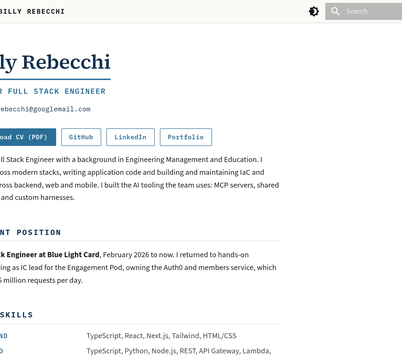 BILLY REBECCHI
Search
ly Rebecchi
R FULL STACK ENGINEER
ebecchi@googlemail.com
oad CV (PDF)
GitHub
LinkedIn
Portfolio
ll Stack Engineer with a background in Engineering Management and Education. I
oss modern stacks, writing application code and building and maintaining IaC and
ross backend, web and mobile. I built the AI tooling the team uses: MCP servers, shared
and custom harnesses.
NT POSITION
ck Engineer at Blue Light Card, February 2026 to now. I returned to hands-on
ing as IC lead for the Engagement Pod, owning the Auth0 and members service, which
million requests per day.
SKILLS
ND
TypeScript, React, Next.js, Tailwind, HTML/CSS
D
TypeScript, Python, Node.js, REST, API Gateway, Lambda,